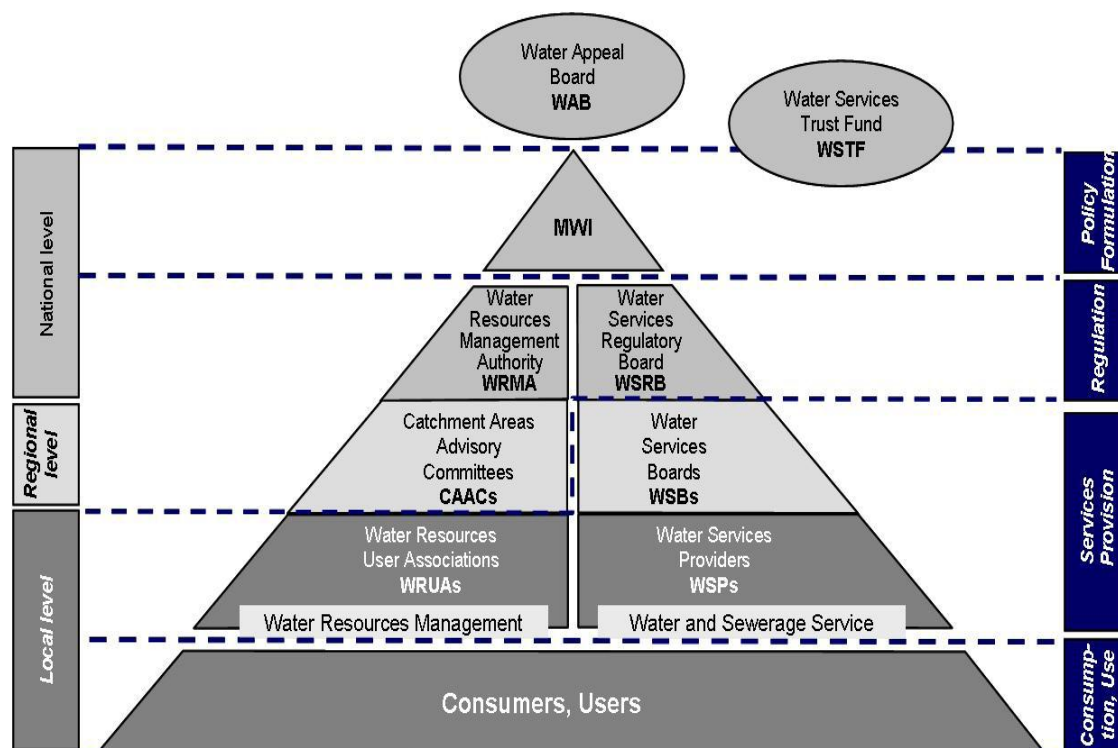 Water Appeal
Board
WAB
Water Services
Trust Fund
WSTF
National level
Regional
level
Local level
MWI
Water
Resources
Management
Authority
WRMA
Water
Services
Regulatory
Board
WSRB
Catchment Areas
Advisory
Committees
CAACs
Water
Services
Boards
WSBs
Water Resources
User Associations
WRUAs
Water Services
Providers
WSPs
Water Resources Management
Water and Sewerage Service
Consumers, Users
Policy
Formulation
Regulation
Services
Provision
Consump-
tion, Use